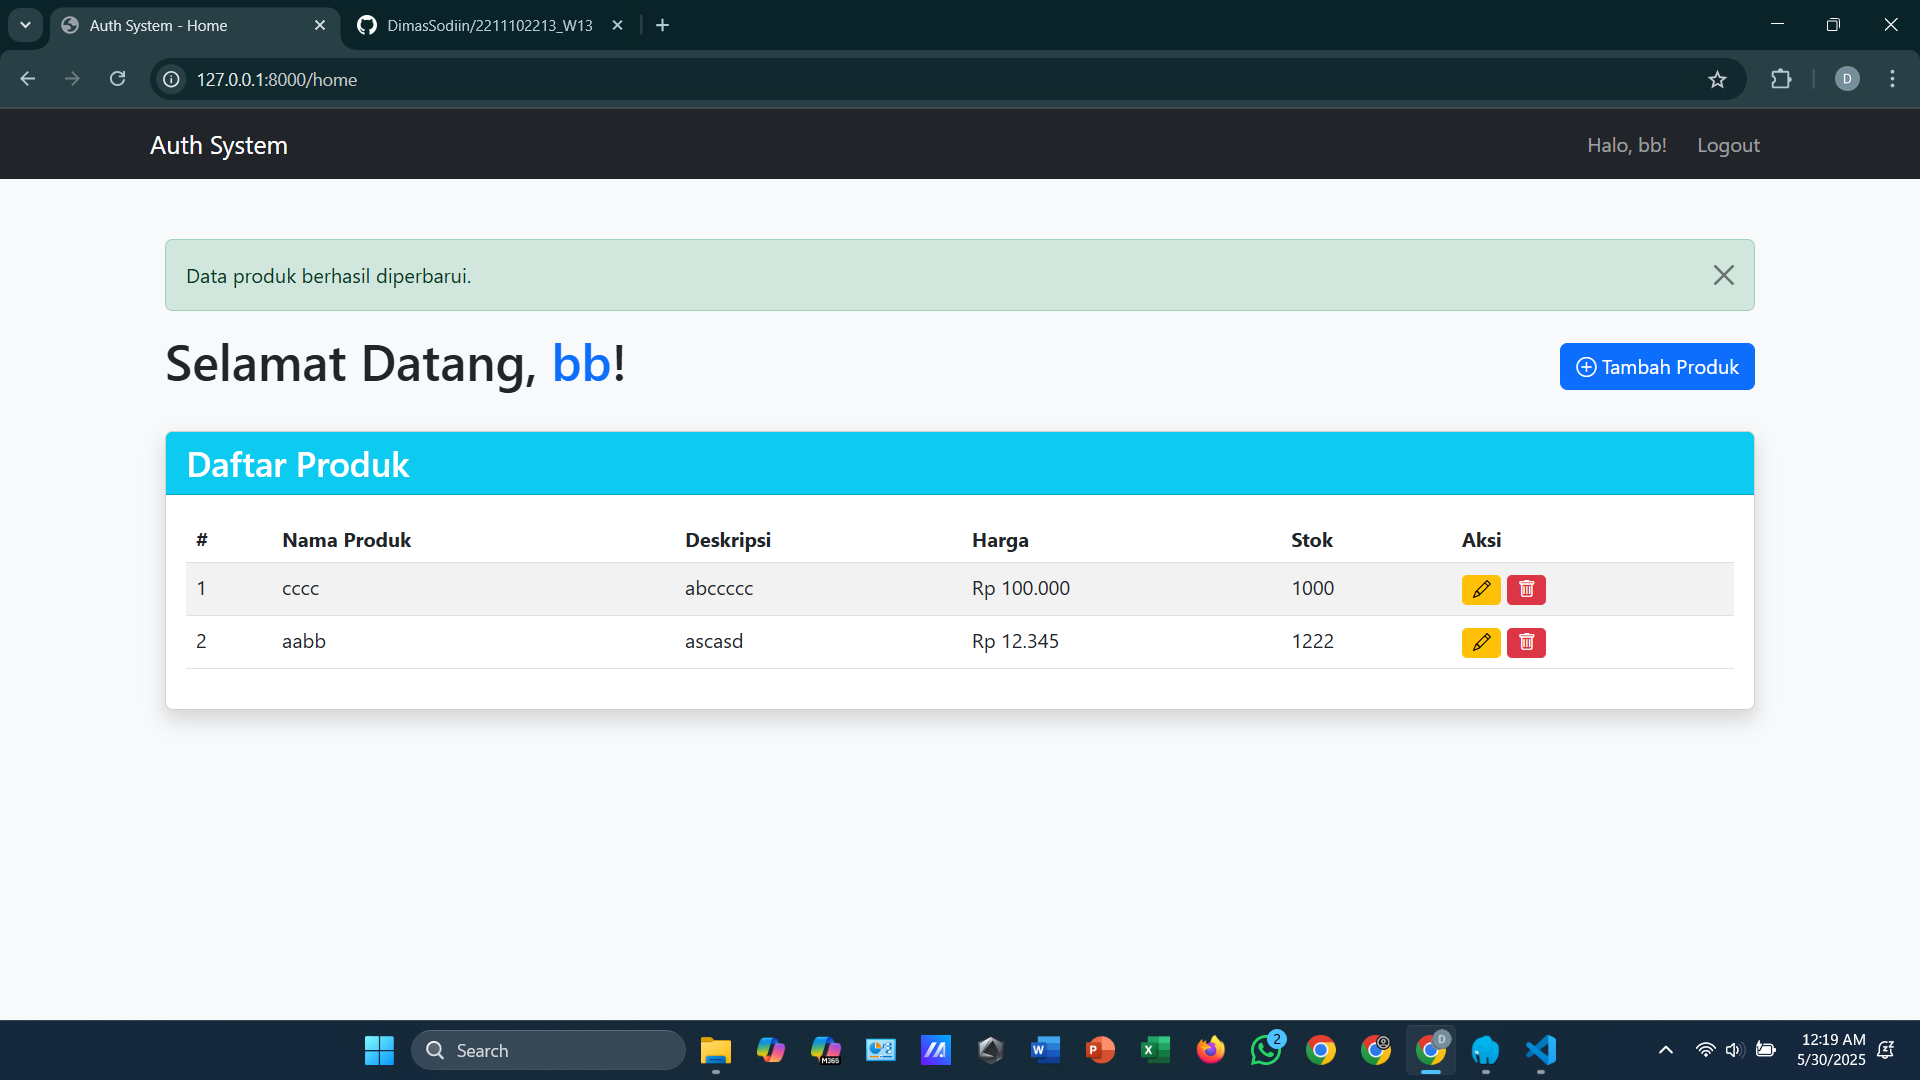 Auth System - Home
DimasSodiin/2211102213_W13
127.0.0.1:8000/home
D
Auth System
Halo, bb!
Logout
Data produk berhasil diperbarui.
Selamat Datang, bb!
Tambah Produk
Daftar Produk
# Nama Produk Deskripsi Harga Stok Aksi
1 cccc abccccc Rp 100.000 1000
2 aabb ascasd Rp 12.345 1222
Search
M365
W
P
X
2
D
12:19 AM
5/30/2025